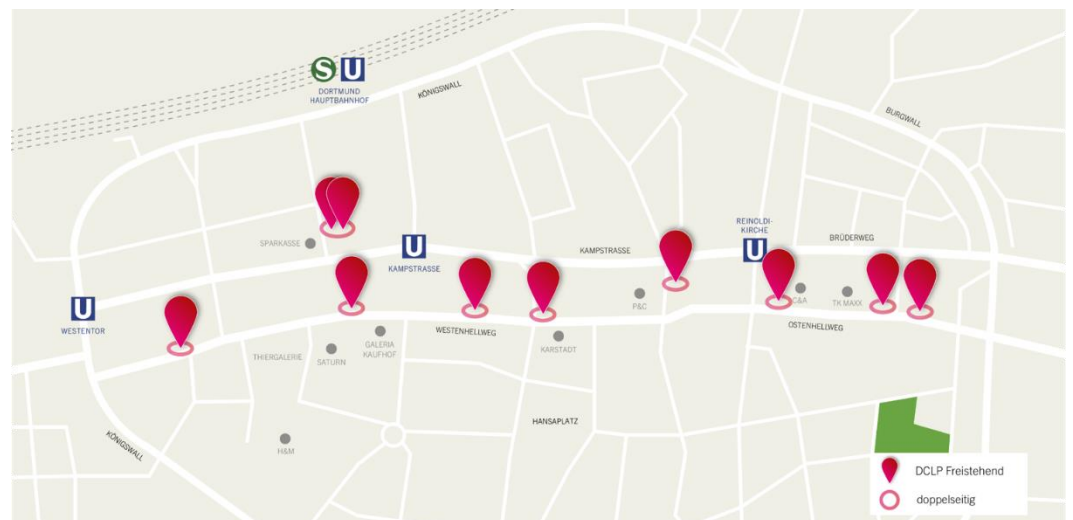 S U
DORTMUND
HAUPTBAHNHOF
KÖNIGSWALL
BURGWALL
REINOLDI-
KIRCHE
U
SPARKASSE
U
KAMPSTRASSE
KAMPSTRASSE
BRÜDERWEG
U
WESTENTOR
P&C
C&A
TK MAXX
WESTENHELLWEG
OSTENHELLWEG
THIERGALERIE
SATURN
GALERIA
KAUFHOF
KARSTADT
HANSAPLATZ
KÖNIGSWALL
H&M
DCLP Freistehend
doppelseitig